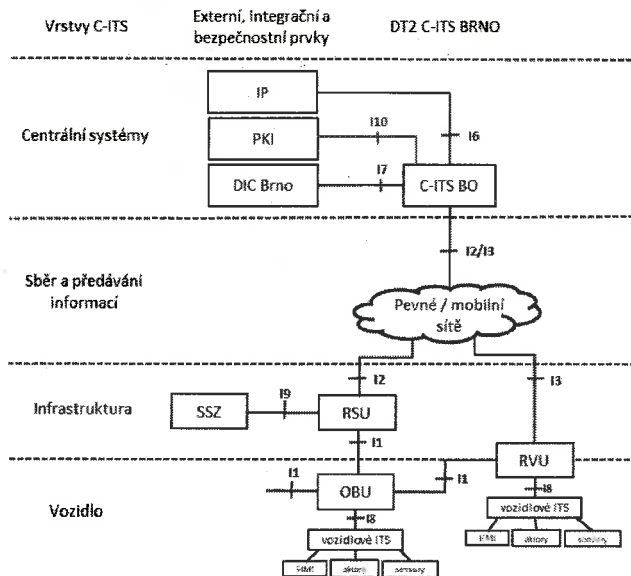 Vrstvy C-ITS
Externí, integrační a
bezpečnostní prvky
DT2 C-ITS BRNO
IP
I10
I6
Centrální systémy
PKI
I7
DIC Brno
C-ITS BO
I2/I3
Sběr a předávání
informací
Pevné / mobilní
sítě
I2
I3
I9
Infrastruktura
SSZ
RSU
I1
RVU
I1
I1
OBU
I8
Vozidlo
I8
vozidlové ITS
vozidlové ITS
HMI
aktory
senzory
HMI
aktory
senzory